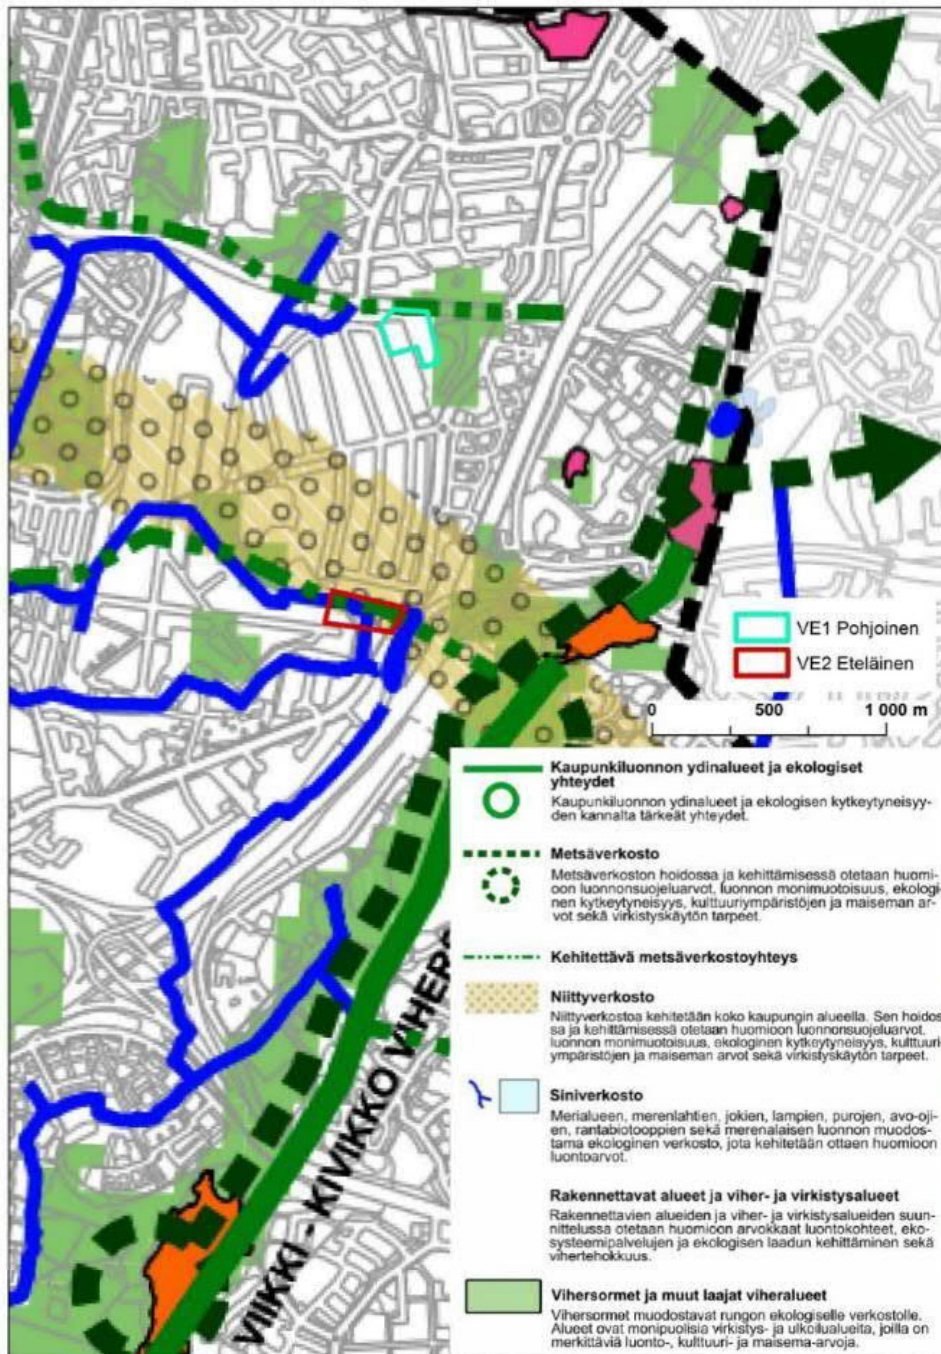 VE1 Pohjoinen
VE2 Eteläinen
0 500 1 000 m
Kaupunkiluonnon ydinalueet ja ekologiset
yhteydet
Kaupunkiluonnon ydinalueet ja ekologisen kytkeytyneisyy-
den kannalta tärkeät yhteydet.
Metsäverkosto
Metsäverkoston hoidossa ja kehittämisessä otetaan huomi-
oon luonnonsuojeluarvot, luonnon monimuotoisuus, ekologi-
nen kytkeytyneisyys, kulttuuriympäristöjen ja maiseman ar-
vot sekä virkistyskäytön tarpeet.
Kehitettävä metsäverkostoyhteys
Niittyverkosto
Niittyverkostoa kehitetään koko kaupungin alueella. Sen hoidos-
sa ja kehittämisessä otetaan huomioon luonnonsuojeluarvot,
luonnon monimuotoisuus, ekologinen kytkeytyneisyys, kulttuuri-
ympäristöjen ja maiseman arvot sekä virkistyskäytön tarpeet.
Siniverkosto
Merialueen, merenlahtien, jokien, lampien, purojen, avo-oji-
en, rantabiotooppien sekä merenalaisen luonnon muodos-
tama ekologinen verkosto, jota kehitetään ottaen huomioon
luontoarvot.
Rakennettavat alueet ja viher- ja virkistysalueet
Rakennettavien alueiden ja viher- ja virkistysalueiden suun-
nittelussa otetaan huomioon arvokkaat luontokohteet, eko-
systeemipalvelujen ja ekologisen laadun kehittäminen sekä
vihertehokkuus.
Vihersormet ja muut laajat viheralueet
Vihersormet muodostavat rungon ekologiselle verkostolle.
Alueet ovat monipuolisia virkistys- ja ulkoilualueita, joilla on
merkittäviä luonto-, kulttuuri- ja maisema-arvoja.
VIIKKI - KIVIKKO VIHERS